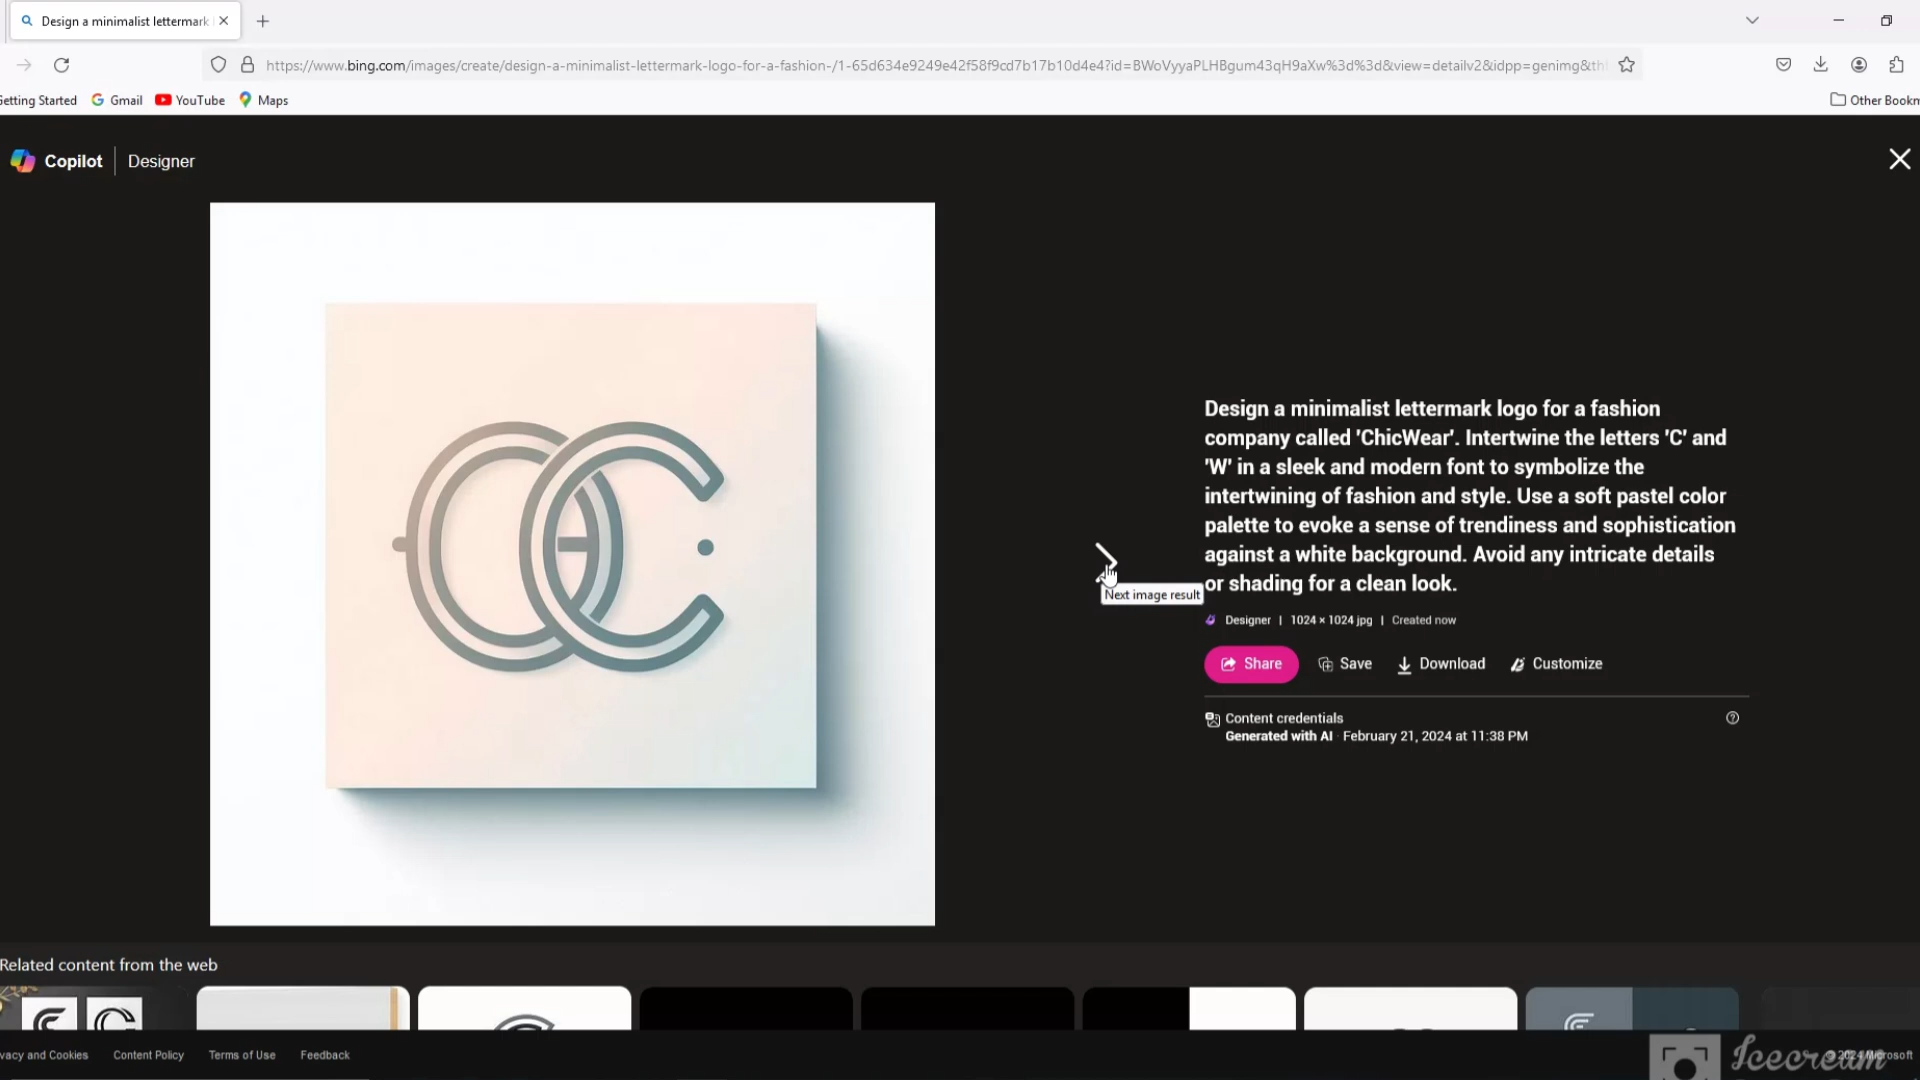 Design a minimalist lettermark
https://www.bing.com/images/create/design-a-minimalist-lettermark-logo-for-a-fashion-/1-65d634e9249e42f58f9cd7b17b10d4e4?id=BWoVyyaPLHBgum43qH9aXw%3d%3d&view=detailv2&idpp=genimg&th
Getting Started Gmail YouTube Maps Other Bookm
Copilot Designer
Design a minimalist lettermark logo for a fashion
company called 'ChicWear'. Intertwine the letters 'C' and
'W' in a sleek and modern font to symbolize the
intertwining of fashion and style. Use a soft pastel color
palette to evoke a sense of trendiness and sophistication
against a white background. Avoid any intricate details
or shading for a clean look.
Next image result
Designer | 1024 × 1024 jpg | Created now
Share Save Download Customize
Content credentials
Generated with AI · February 21, 2024 at 11:38 PM
Related content from the web
vacy and Cookies Content Policy Terms of Use Feedback
© 2024 Microsoft
Icecream